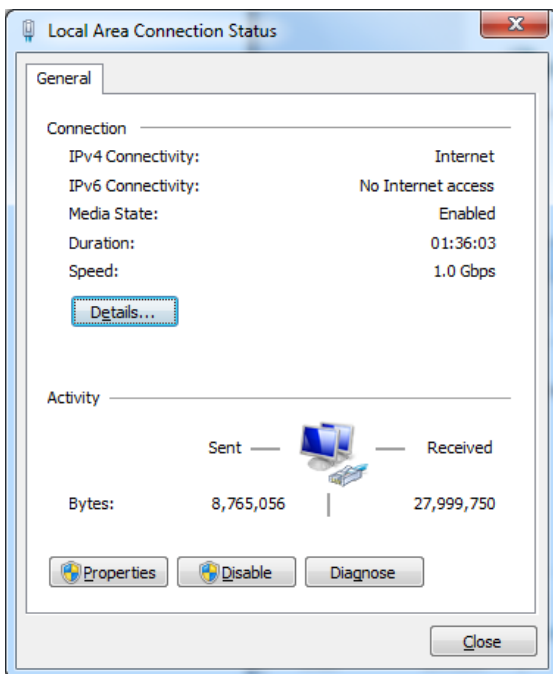 Local Area Connection Status
General
Connection
IPv4 Connectivity: Internet
IPv6 Connectivity: No Internet access
Media State: Enabled
Duration: 01:36:03
Speed: 1.0 Gbps
Details...
Activity
Sent Received
Bytes: 8,765,056 27,999,750
Properties Disable Diagnose
Close